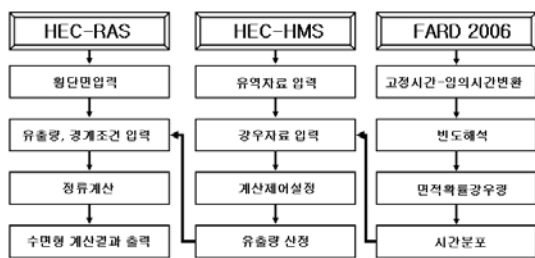 HEC-RAS
횡단면입력
유출량, 경계조건 입력
정류계산
수면형 계산결과 출력
HEC-HMS
유역자료 입력
강우자료 입력
계산제어설정
유출량 산정
FARD 2006
고정시간-임의시간변환
빈도해석
면적확률강우량
시간분포